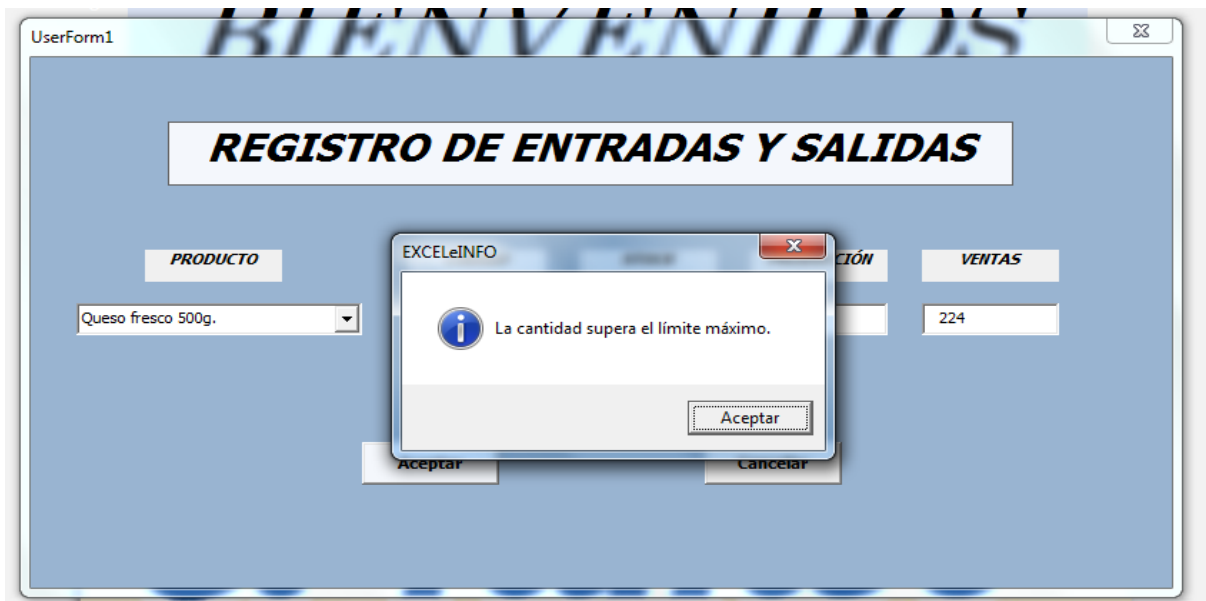 BIENVENIDOS
UserForm1
REGISTRO DE ENTRADAS Y SALIDAS
EXCELeINFO
PRODUCTO
CIÓN
VENTAS
Queso fresco 500g.
La cantidad supera el límite máximo.
224
Aceptar
Aceptar
Cancelar